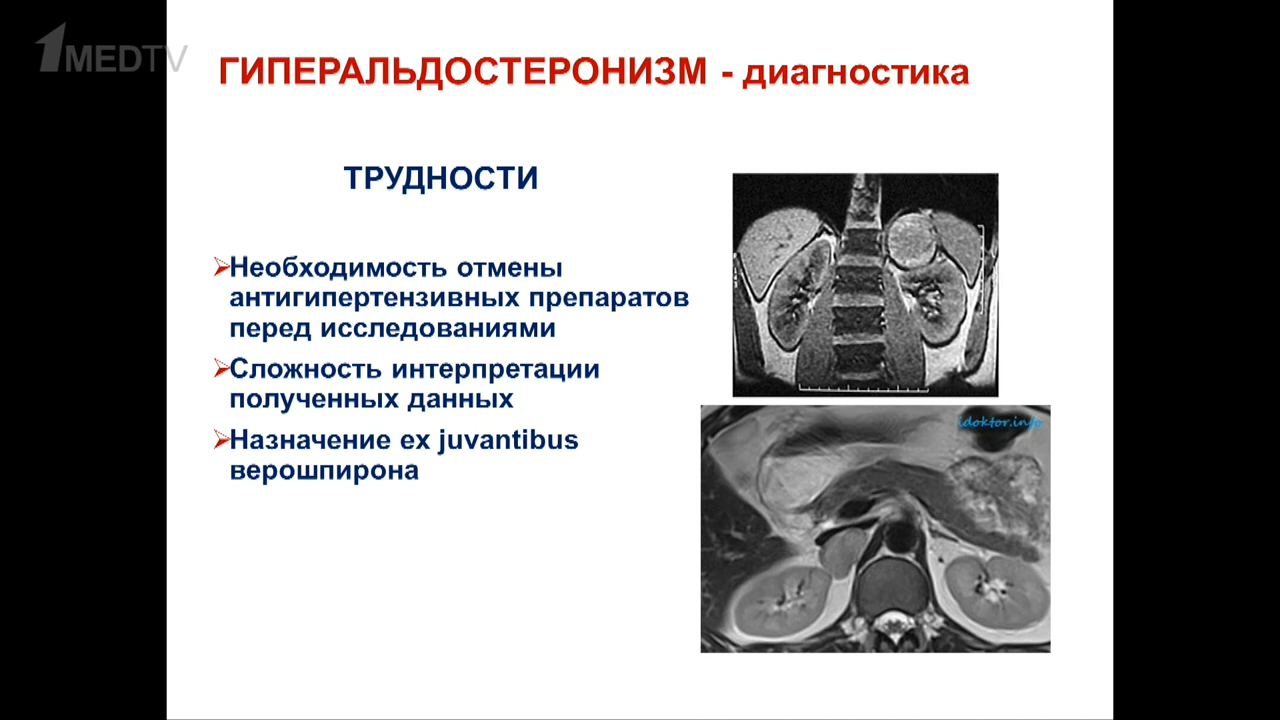 1MEDTV
ГИПЕРАЛЬДОСТЕРОНИЗМ - диагностика
ТРУДНОСТИ
Необходимость отмены
антигипертензивных препаратов
перед исследованиями
Сложность интерпретации
полученных данных
Назначение ex juvantibus
верошпирона
idoktor.info